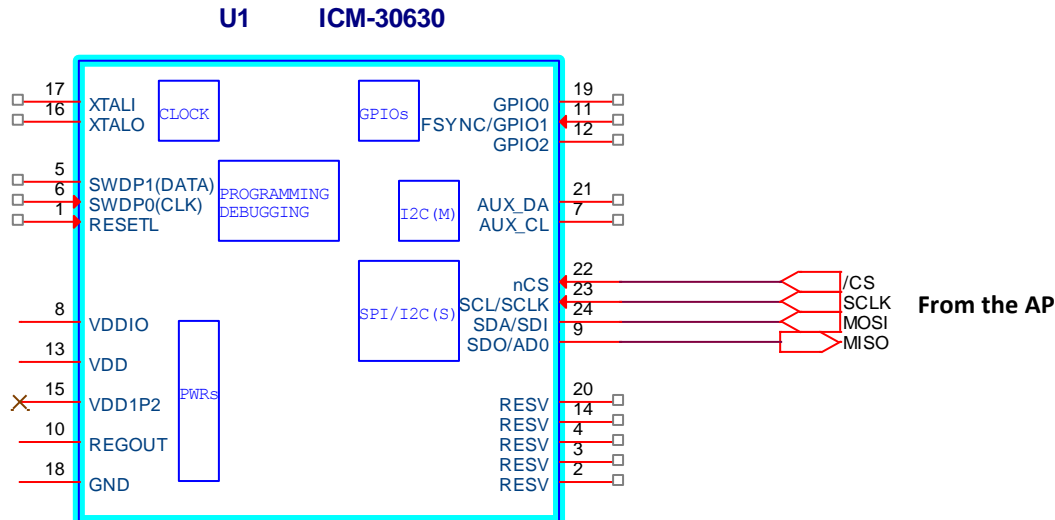 U1 ICM-30630
17 XTALI
16 XTALO
CLOCK
GPIOs
GPIO0 19
FSYNC/GPIO1 11
GPIO2 12
5 SWDP1(DATA)
6 SWDP0(CLK)
1 RESETL
PROGRAMMING
DEBUGGING
I2C(M)
AUX_DA 21
AUX_CL 7
SPI/I2C(S)
nCS 22 /CS
SCL/SCLK 23 SCLK
SDA/SDI 24 MOSI
SDO/AD0 9 MISO
From the AP
8 VDDIO
13 VDD
15 VDD1P2
10 REGOUT
18 GND
PWRs
RESV 20
RESV 14
RESV 4
RESV 3
RESV 2